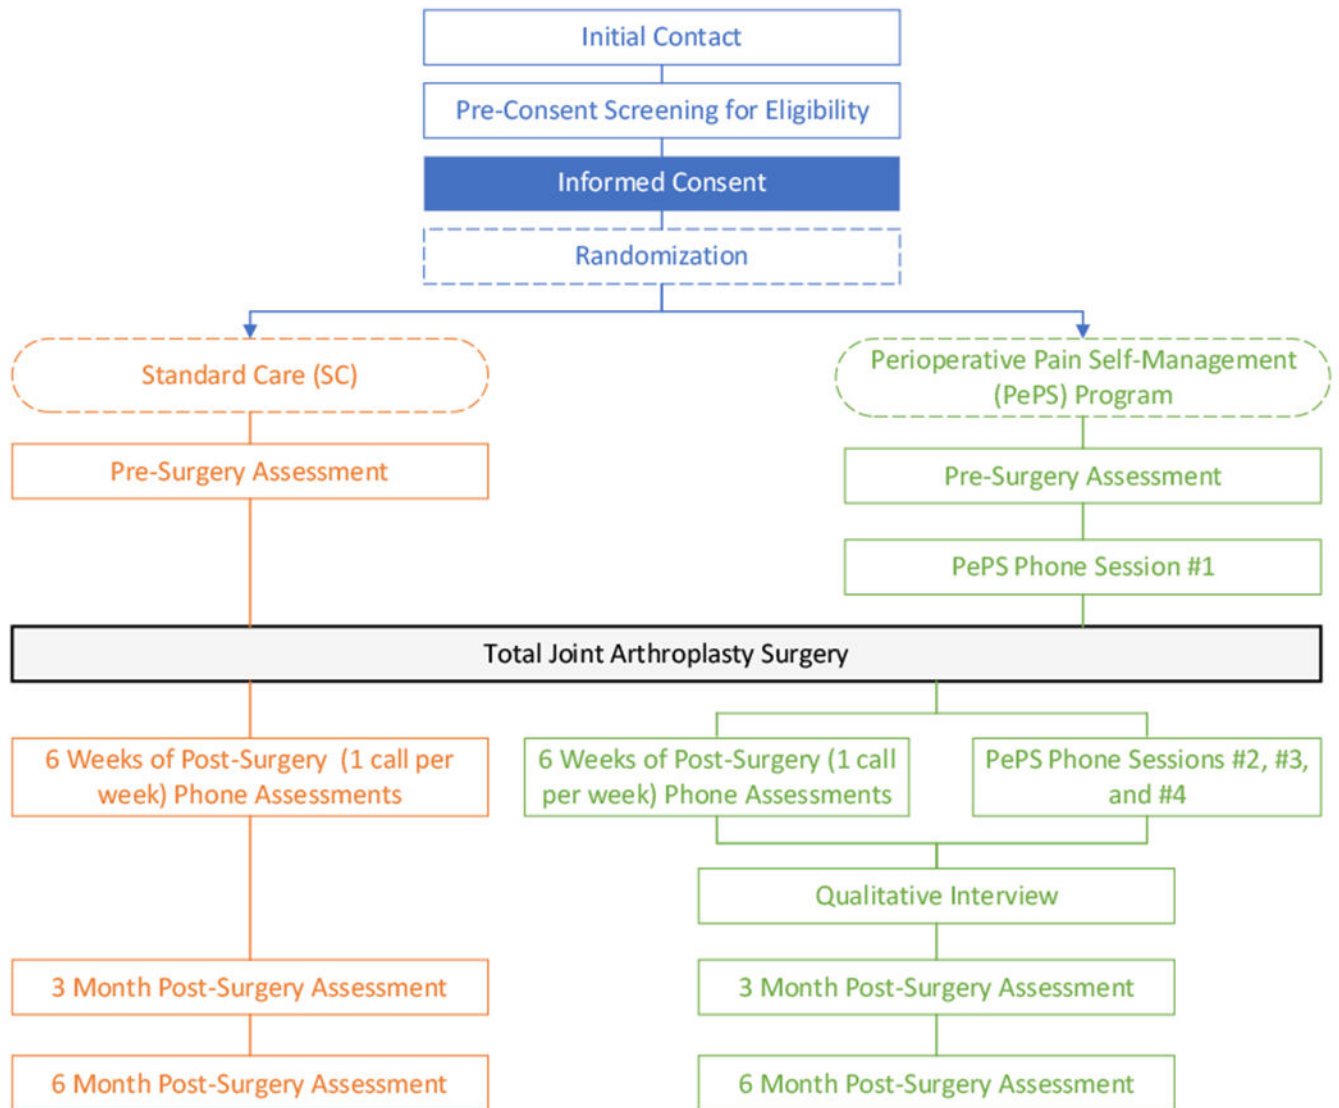 Initial Contact
Pre-Consent Screening for Eligibility
Informed Consent
Randomization
Standard Care (SC)
Perioperative Pain Self-Management
(PePS) Program
Pre-Surgery Assessment
Pre-Surgery Assessment
PePS Phone Session #1
Total Joint Arthroplasty Surgery
6 Weeks of Post-Surgery (1 call per
week) Phone Assessments
6 Weeks of Post-Surgery (1 call
per week) Phone Assessments
PePS Phone Sessions #2, #3,
and #4
Qualitative Interview
3 Month Post-Surgery Assessment
3 Month Post-Surgery Assessment
6 Month Post-Surgery Assessment
6 Month Post-Surgery Assessment